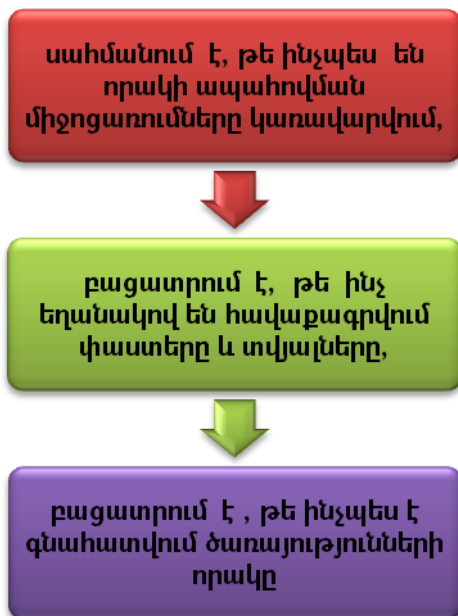 սահմանում է, թե ինչպես են
որակի ապահովման
միջոցառումները կառավարվում,
բացատրում է, թե ինչ
եղանակով են հավաքագրվում
փաստերը և տվյալները,
բացատրում է , թե ինչպես է
գնահատվում ծառայությունների
որակը